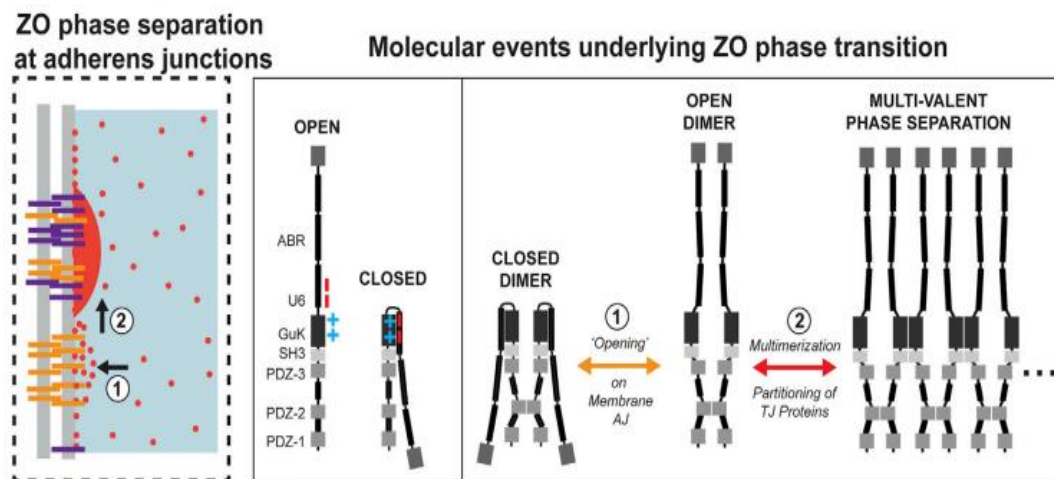 ZO phase separation
at adherens junctions
Molecular events underlying ZO phase transition
2
1
OPEN
ABR
U6
GuK
SH3
PDZ-3
PDZ-2
PDZ-1
CLOSED
CLOSED
DIMER
1
'Opening'
on
Membrane
AJ
OPEN
DIMER
2
Multimerization
Partitioning of
TJ Proteins
MULTI-VALENT
PHASE SEPARATION